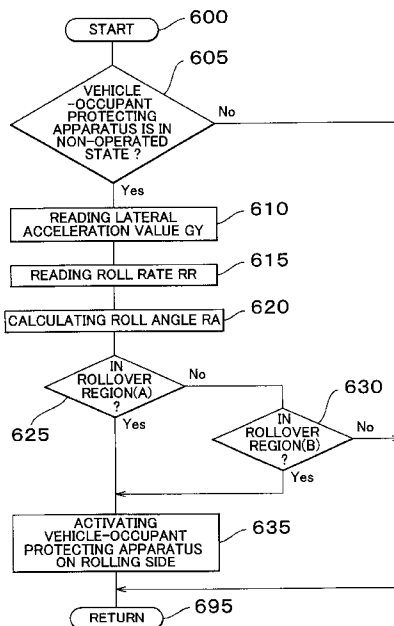 START
600
605
VEHICLE
-OCCUPANT
PROTECTING
APPARATUS IS IN
NON-OPERATED
STATE ?
No
Yes
READING LATERAL
ACCELERATION VALUE GY
610
READING ROLL RATE RR
615
CALCULATING ROLL ANGLE RA
620
IN
ROLLOVER
REGION(A)
?
No
625
Yes
630
IN
ROLLOVER
REGION(B)
?
No
Yes
ACTIVATING
VEHICLE-OCCUPANT
PROTECTING APPARATUS
ON ROLLING SIDE
635
RETURN
695